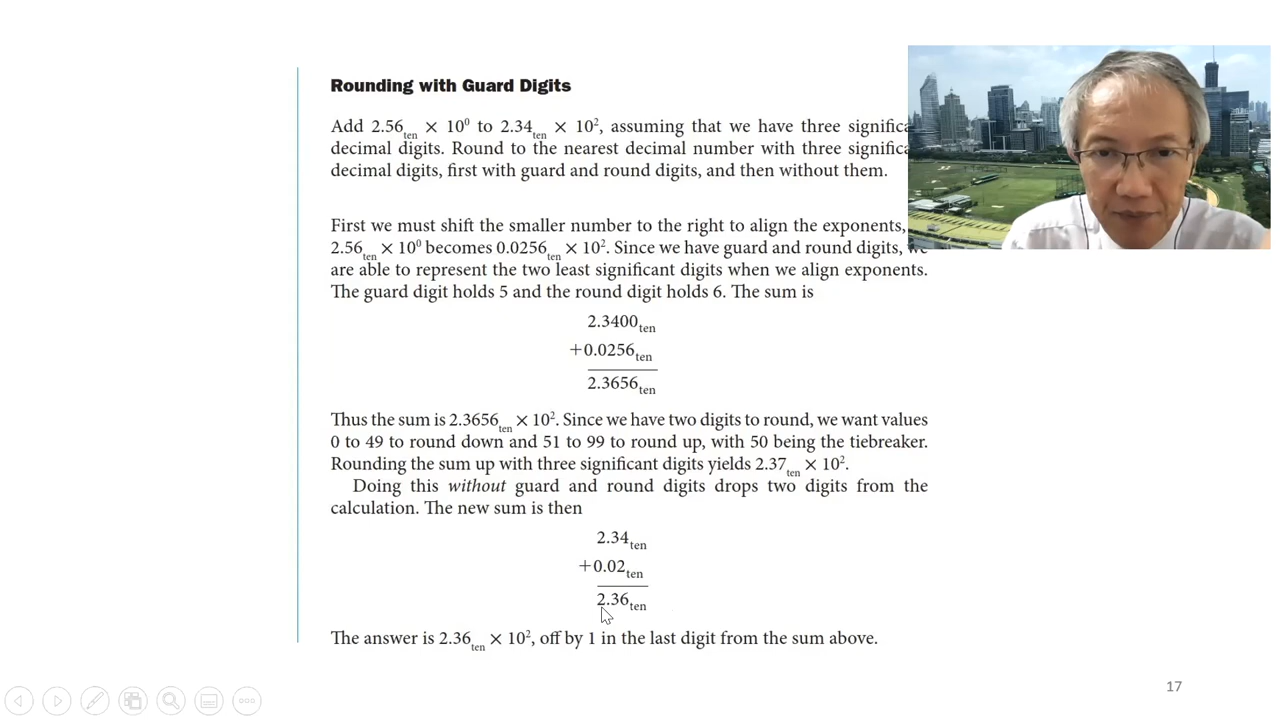 Rounding with Guard Digits
Add 2.56ten × 10⁰ to 2.34ten × 10², assuming that we have three
decimal digits. Round to the nearest decimal number with three
decimal digits, first with guard and round digits, and then without them.
First we must shift the smaller number to the right to align the exponents,
2.56ten × 10⁰ becomes 0.0256ten × 10². Since we have guard and round digits,
are able to represent the two least significant digits when we align exponents.
The guard digit holds 5 and the round digit holds 6. The sum is
2.3400ten
+0.0256ten
2.3656ten
Thus the sum is 2.3656ten × 10². Since we have two digits to round, we want values
0 to 49 to round down and 51 to 99 to round up, with 50 being the tiebreaker.
Rounding the sum up with three significant digits yields 2.37ten × 10².
Doing this without guard and round digits drops two digits from the
calculation. The new sum is then
2.34ten
+0.02ten
2.36ten
The answer is 2.36ten × 10², off by 1 in the last digit from the sum above.
17